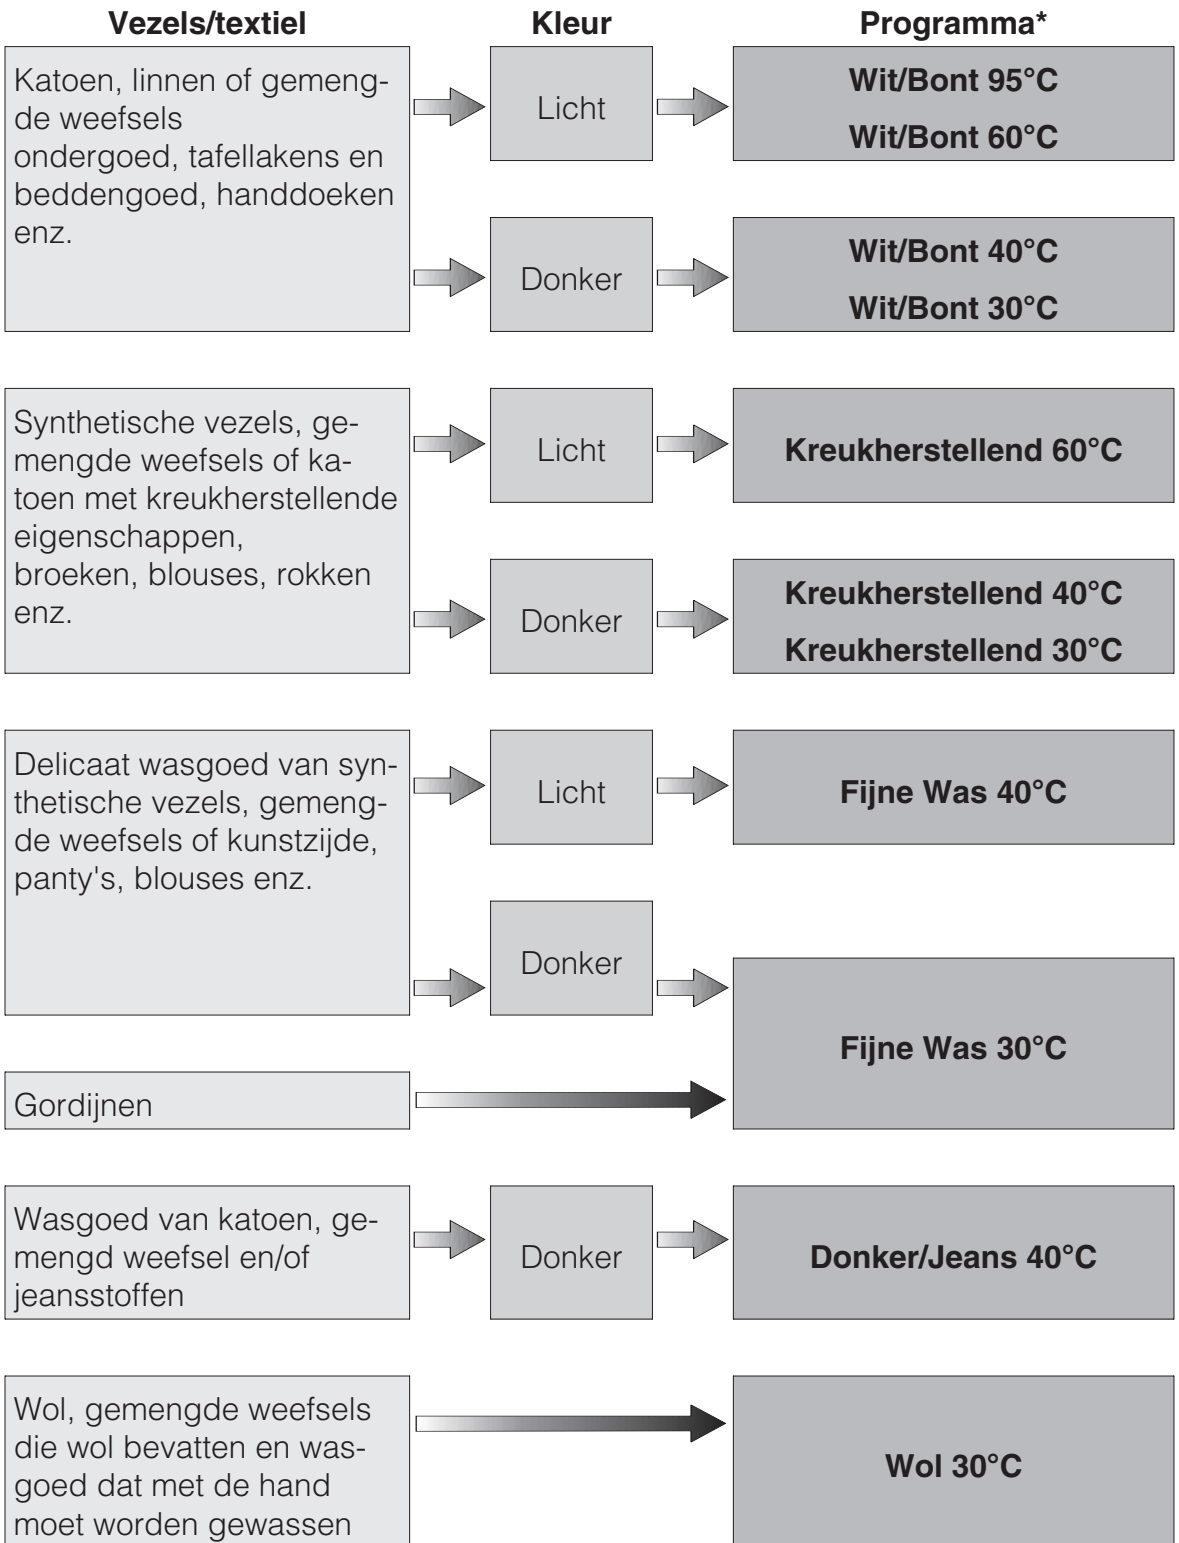 Vezels/textiel Kleur Programma*
Katoen, linnen of gemeng-
de weefsels
ondergoed, tafellakens en
beddengoed, handdoeken
enz.
Licht
Wit/Bont 95°C
Wit/Bont 60°C
Donker
Wit/Bont 40°C
Wit/Bont 30°C
Synthetische vezels, ge-
mengde weefsels of ka-
toen met kreukherstellende
eigenschappen,
broeken, blouses, rokken
enz.
Licht
Kreukherstellend 60°C
Donker
Kreukherstellend 40°C
Kreukherstellend 30°C
Delicaat wasgoed van syn-
thetische vezels, gemeng-
de weefsels of kunstzijde,
panty's, blouses enz.
Licht
Fijne Was 40°C
Donker
Fijne Was 30°C
Gordijnen
Wasgoed van katoen, ge-
mengd weefsel en/of
jeansstoffen
Donker
Donker/Jeans 40°C
Wol, gemengde weefsels
die wol bevatten en was-
goed dat met de hand
moet worden gewassen
Wol 30°C